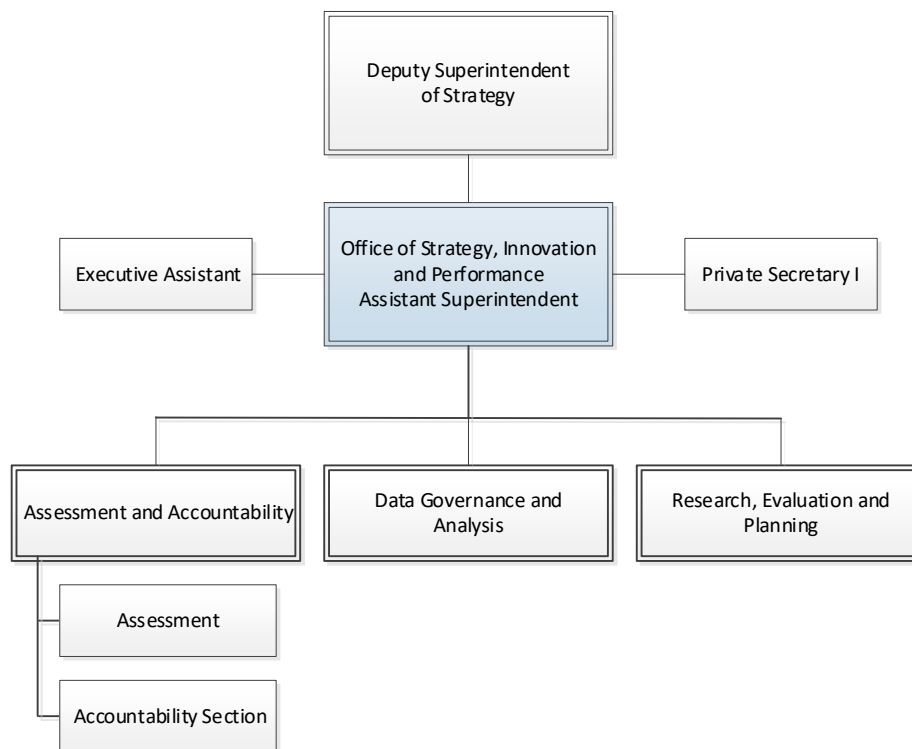 Deputy Superintendent
of Strategy
Office of Strategy, Innovation
and Performance
Assistant Superintendent
Executive Assistant
Private Secretary I
Assessment and Accountability
Data Governance and
Analysis
Research, Evaluation and
Planning
Assessment
Accountability Section